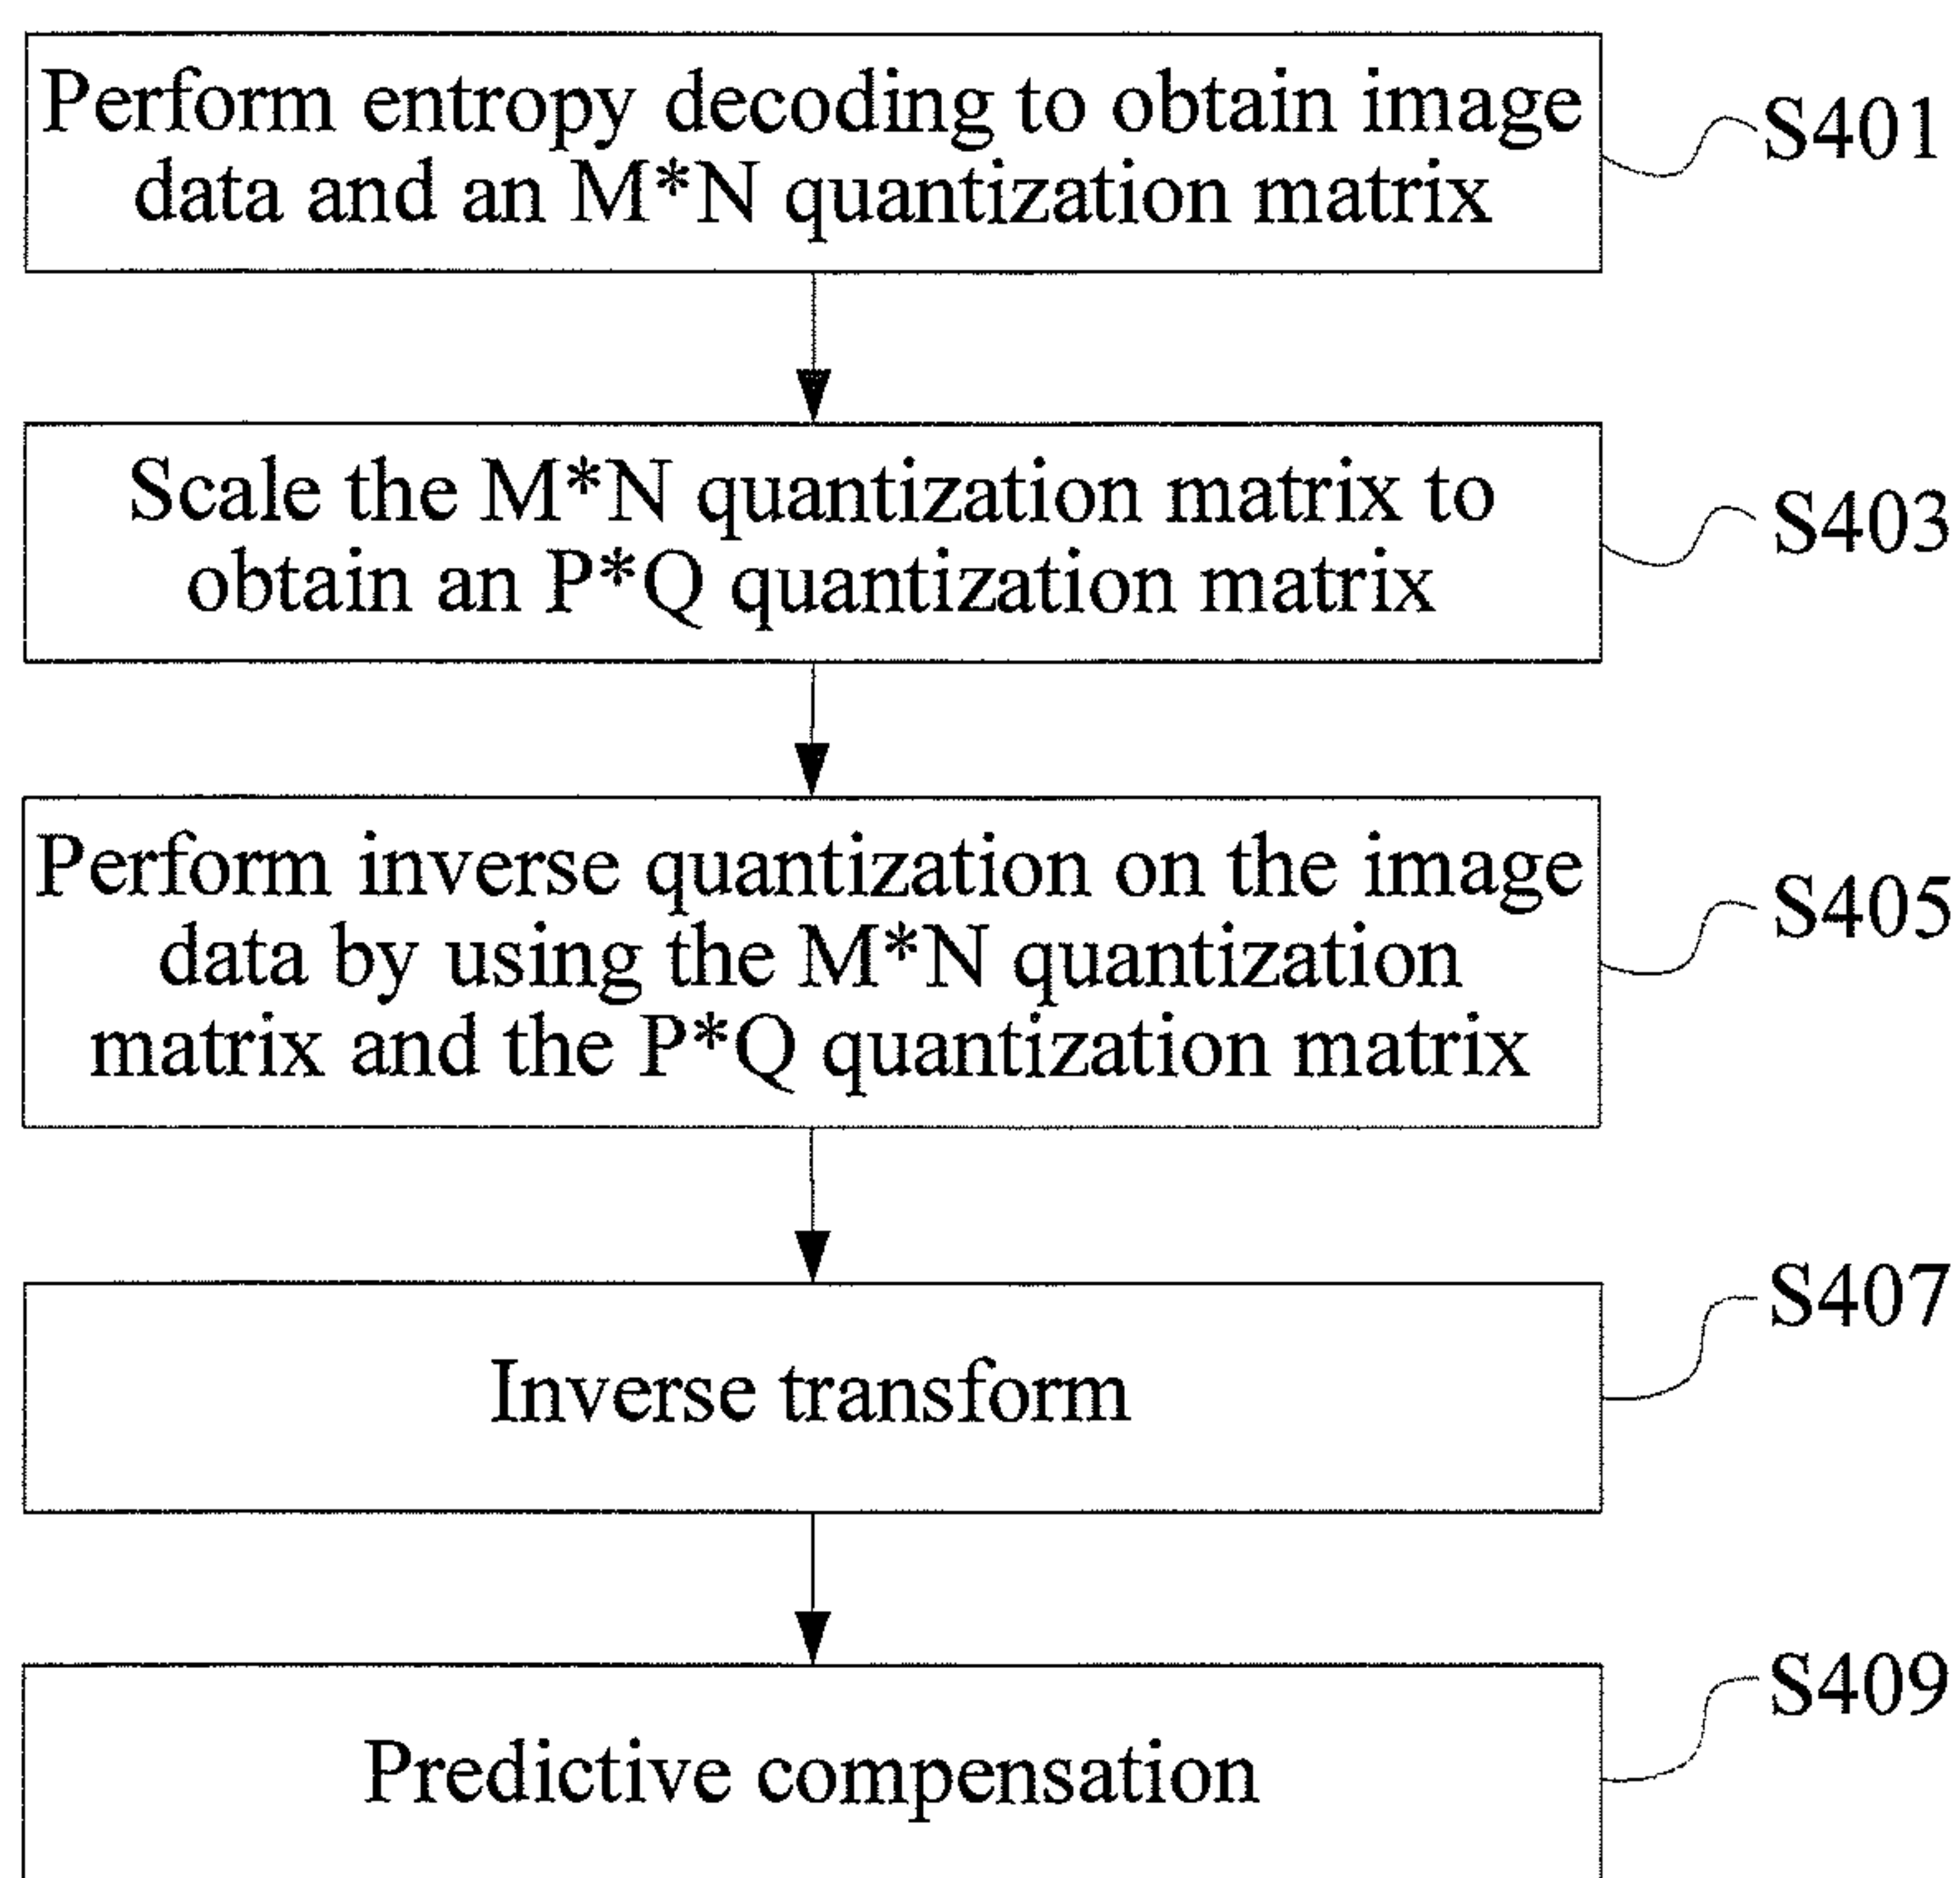 Perform entropy decoding to obtain image
data and an M*N quantization matrix
S401
Scale the M*N quantization matrix to
obtain an P*Q quantization matrix
S403
Perform inverse quantization on the image
data by using the M*N quantization
matrix and the P*Q quantization matrix
S405
Inverse transform
S407
Predictive compensation
S409